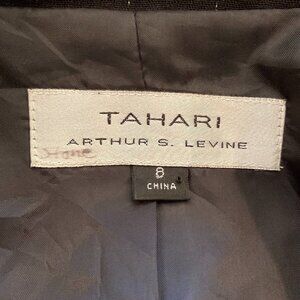 TAHARI
ARTHUR S. LEVINE
8
CHINA